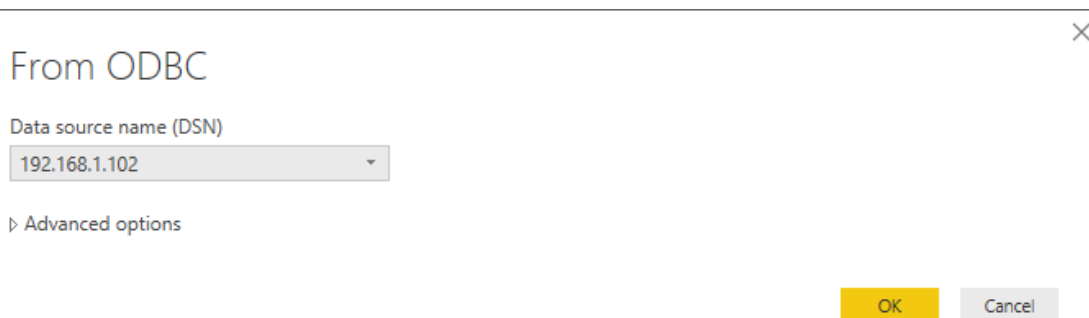 From ODBC
Data source name (DSN)
192.168.1.102
Advanced options
OK Cancel